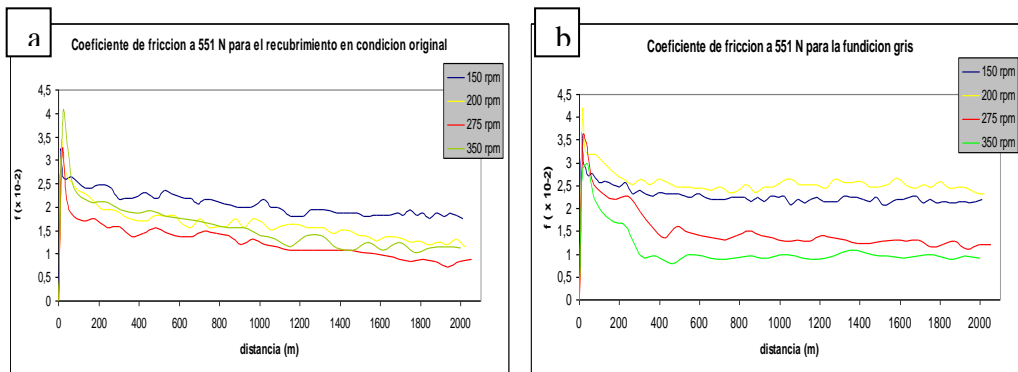 a
Coeficiente de friccion a 551 N para el recubrimiento en condicion original
150 rpm
200 rpm
275 rpm
350 rpm
4,5
4
3,5
3
2,5
2
1,5
1
0,5
0
f ( x 10-2)
0 200 400 600 800 1000 1200 1400 1600 1800 2000
distancia (m)
b
Coeficiente de friccion a 551 N para la fundicion gris
150 rpm
200 rpm
275 rpm
350 rpm
4,5
4
3,5
3
2,5
2
1,5
1
0,5
0
f ( x 10-2)
0 200 400 600 800 1000 1200 1400 1600 1800 2000
distancia (m)